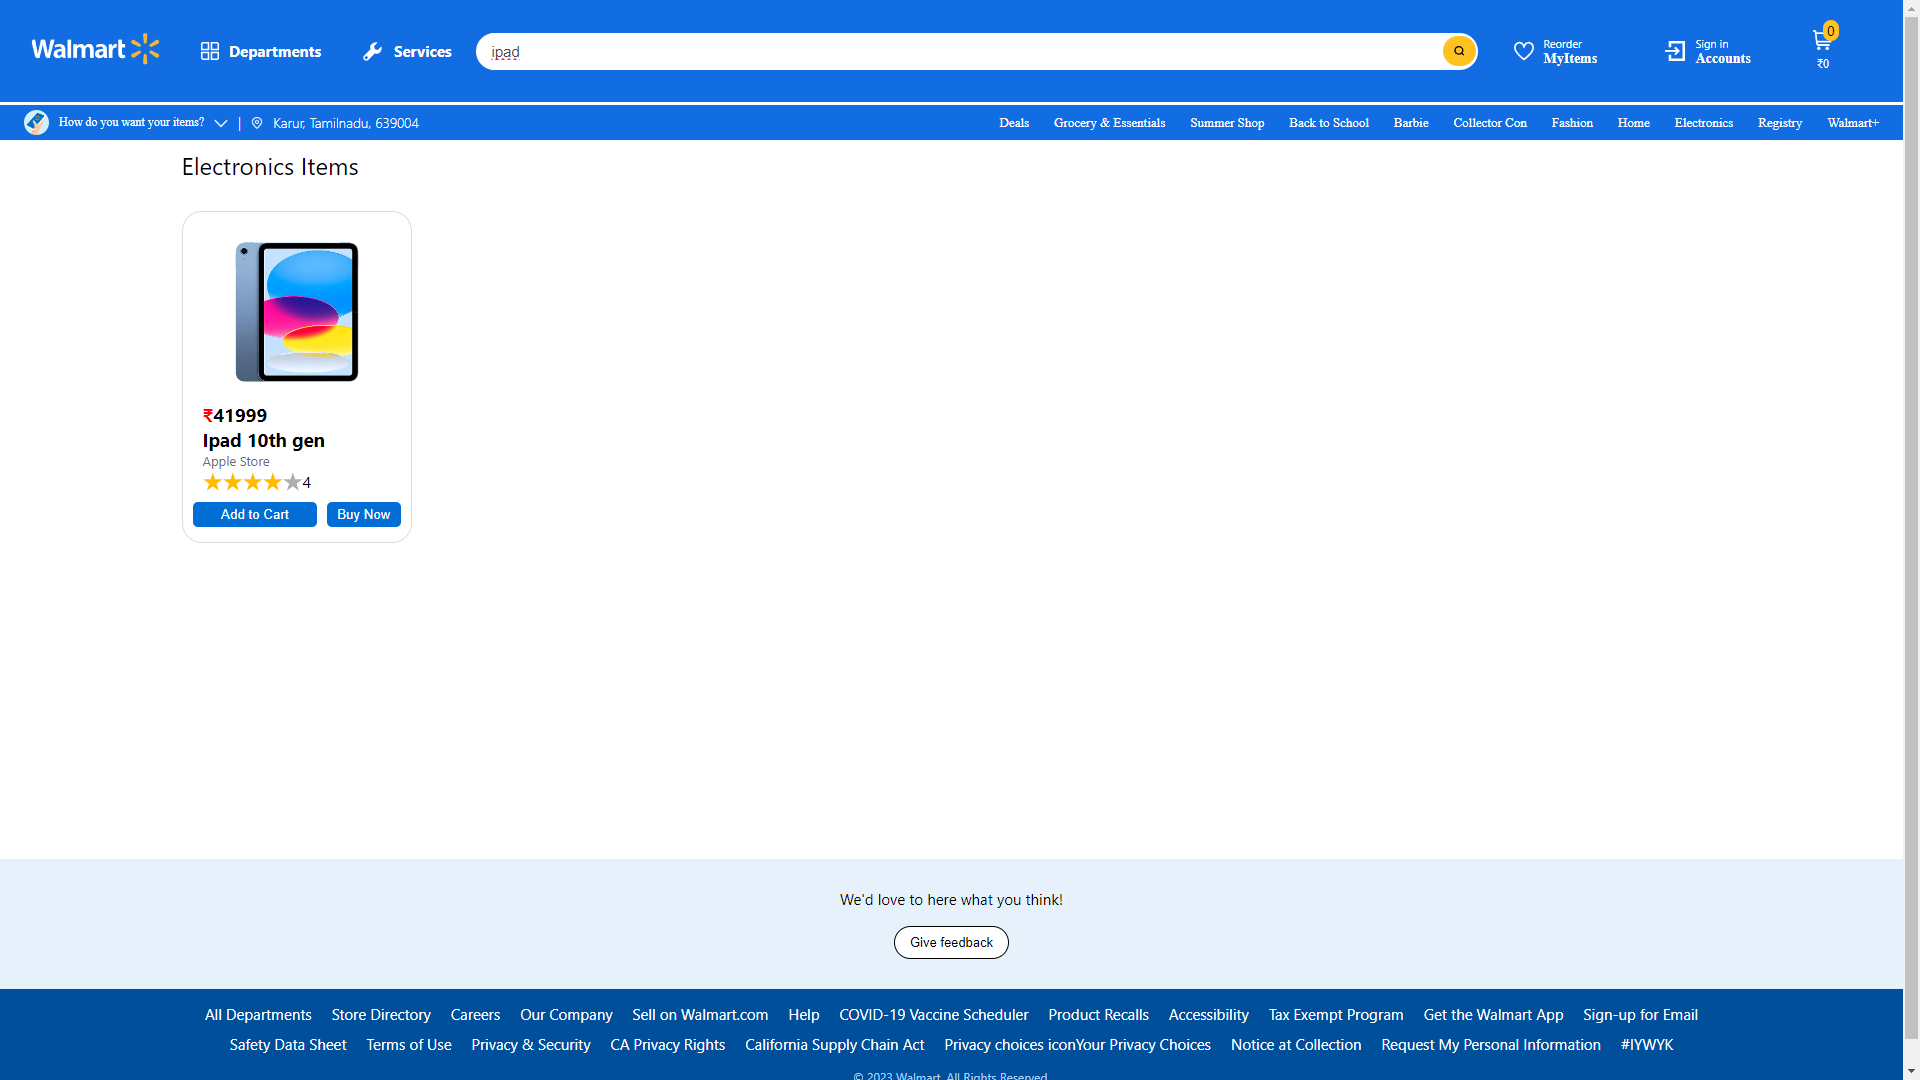 Walmart
Departments
Services
ipad
Reorder
MyItems
Sign in
Accounts
0
₹0
How do you want your items?
|
Karur, Tamilnadu, 639004
Deals
Grocery & Essentials
Summer Shop
Back to School
Barbie
Collector Con
Fashion
Home
Electronics
Registry
Walmart+
Electronics Items
₹41999
Ipad 10th gen
Apple Store
4
Add to Cart
Buy Now
We'd love to here what you think!
Give feedback
All Departments Store Directory Careers Our Company Sell on Walmart.com Help COVID-19 Vaccine Scheduler Product Recalls Accessibility Tax Exempt Program Get the Walmart App Sign-up for Email
Safety Data Sheet Terms of Use Privacy & Security CA Privacy Rights California Supply Chain Act Privacy choices iconYour Privacy Choices Notice at Collection Request My Personal Information #IYWYK
© 2023 Walmart. All Rights Reserved